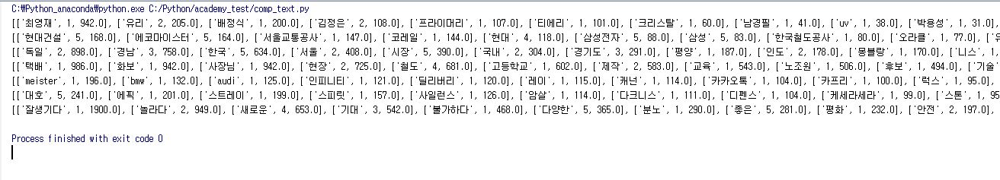 C:₩Python_anaconda₩python.exe C:/Python/academy_test/comp_text.py
[['최영재', 1, 942.0], ['유리', 2, 205.0], ['배정식', 1, 200.0], ['김정은', 2, 108.0], ['프라이머리', 1, 107.0], ['티에리', 1, 101.0], ['크리스탈', 1, 60.0], ['남경필', 1, 41.0], ['uv', 1, 38.0], ['박용성', 1, 31.0],
[['현대건설', 5, 168.0], ['에코마이스터', 5, 164.0], ['서울교통공사', 1, 147.0], ['코레일', 1, 144.0], ['현대', 4, 118.0], ['삼성전자', 5, 88.0], ['삼성', 5, 83.0], ['한국철도공사', 1, 80.0], ['오라클', 1, 77.0], ['
[['독일', 2, 898.0], ['경남', 3, 758.0], ['한국', 5, 634.0], ['서울', 2, 408.0], ['시장', 5, 390.0], ['국내', 2, 304.0], ['경기도', 3, 291.0], ['평양', 1, 187.0], ['인도', 2, 178.0], ['몽블랑', 1, 170.0], ['니스', 1,
[['택배', 1, 986.0], ['화보', 1, 942.0], ['사장님', 1, 942.0], ['현장', 2, 725.0], ['철도', 4, 681.0], ['고등학교', 1, 602.0], ['제작', 2, 583.0], ['교육', 1, 543.0], ['노조원', 1, 506.0], ['후보', 1, 494.0], ['기술'
[['meister', 1, 196.0], ['bmw', 1, 132.0], ['audi', 1, 125.0], ['인피니티', 1, 121.0], ['딜리버리', 1, 120.0], ['레이', 1, 115.0], ['캐넌', 1, 114.0], ['카카오톡', 1, 104.0], ['카프리', 1, 100.0], ['럭스', 1, 95.0],
[['대호', 5, 241.0], ['에픽', 1, 201.0], ['스트레이', 1, 199.0], ['스피릿', 1, 157.0], ['사일런스', 1, 126.0], ['암살', 1, 114.0], ['다크니스', 1, 111.0], ['디펜스', 1, 104.0], ['케세라세라', 1, 99.0], ['스톤', 1, 95
[['잘생기다', 1, 1900.0], ['놀라다', 2, 949.0], ['새로운', 4, 653.0], ['기대', 3, 542.0], ['불가하다', 1, 468.0], ['다양한', 5, 365.0], ['분노', 1, 290.0], ['좋은', 5, 281.0], ['평화', 1, 232.0], ['안전', 2, 197.0],
Process finished with exit code 0